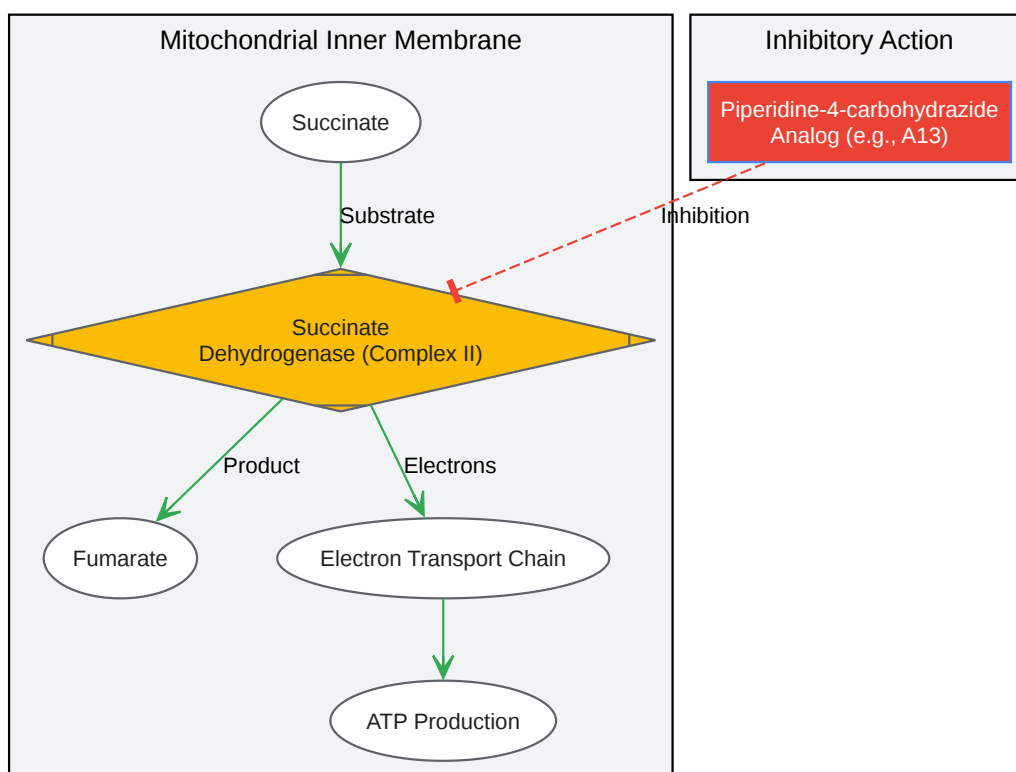 Mitochondrial Inner Membrane
Inhibitory Action
Succinate
Piperidine-4-carbohydrazide
Analog (e.g., A13)
Substrate
Inhibition
Succinate
Dehydrogenase (Complex II)
Product
Electrons
Fumarate
Electron Transport Chain
ATP Production